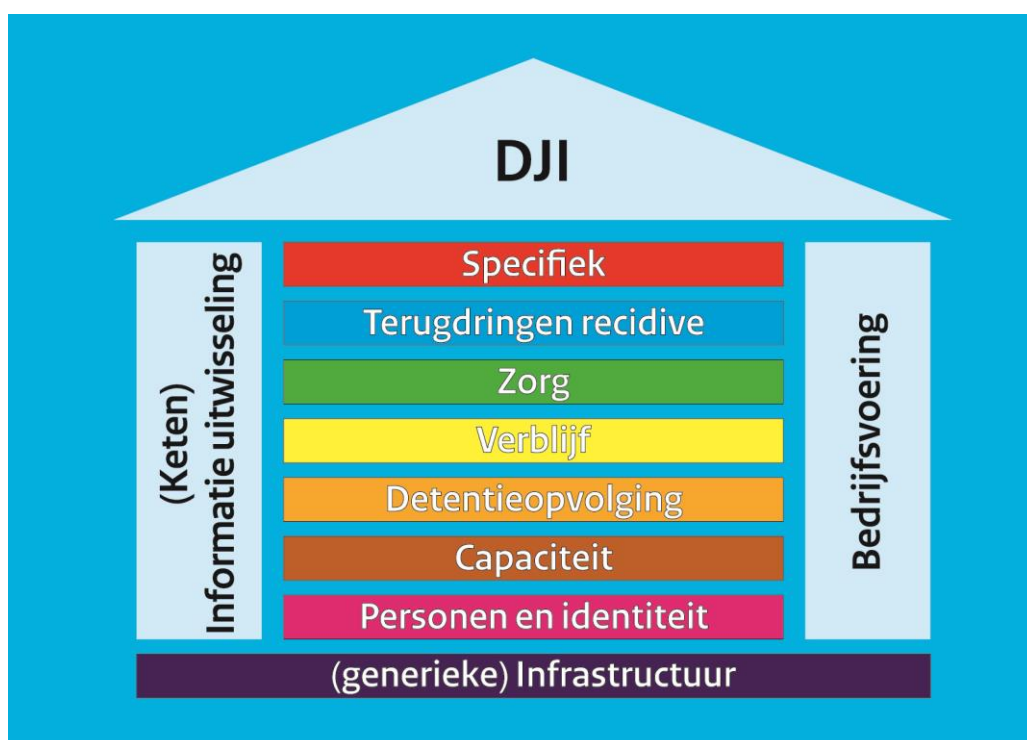 DJI
(Keten)
Informatie uitwisseling
Specifiek
Terugdringen recidive
Zorg
Verblijf
Detentieopvolging
Capaciteit
Personen en identiteit
Bedrijfsvoering
(generieke) Infrastructuur